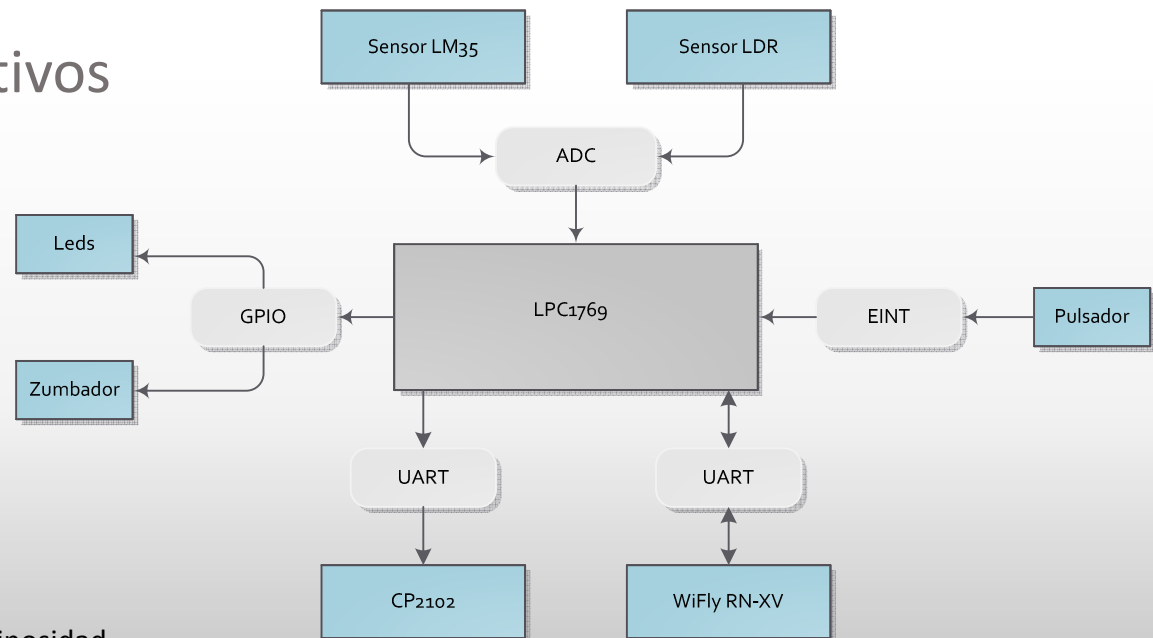 Sensor LM35
Sensor LDR
tivos
ADC
Leds
LPC1769
GPIO
EINT
Pulsador
Zumbador
UART
UART
CP2102
WiFly RN-XV